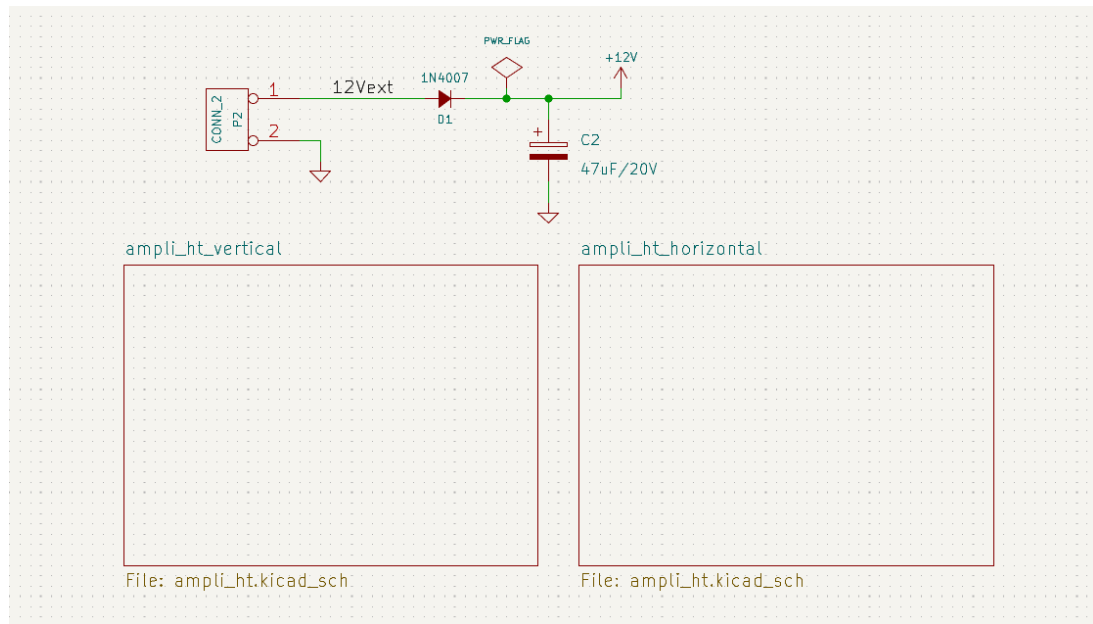 PWR_FLAG
+12V
1N4007
12Vext
1
CONN_2
P2
D1
2
+
C2
47uF/20V
ampli_ht_vertical
ampli_ht_horizontal
File: ampli_ht.kicad_sch
File: ampli_ht.kicad_sch